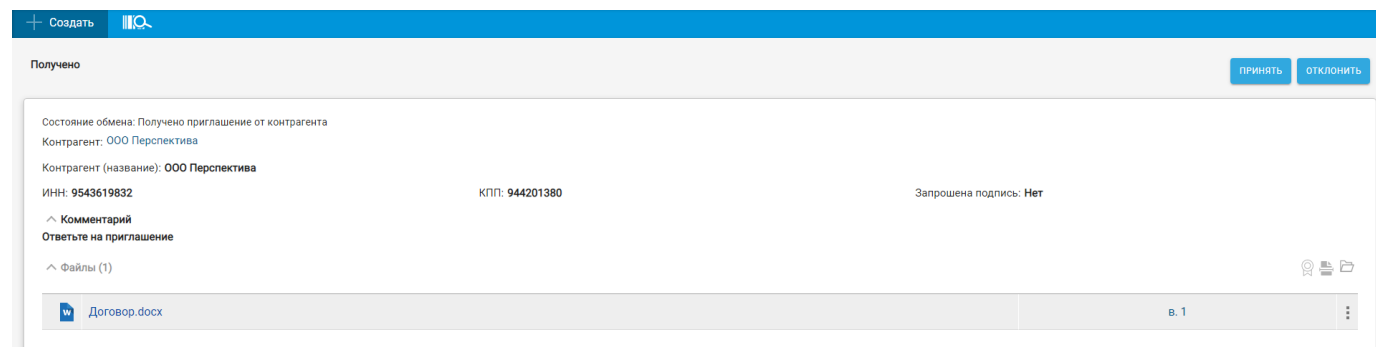 Создать
Получено
ПРИНЯТЬ ОТКЛОНИТЬ
Состояние обмена: Получено приглашение от контрагента
Контрагент: ООО Перспектива
Контрагент (название): ООО Перспектива
ИНН: 9543619832 КПП: 944201380 Запрошена подпись: Нет
Комментарий
Ответьте на приглашение
Файлы (1)
Договор.docx в. 1